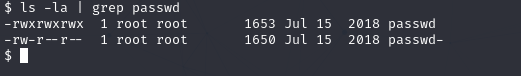 $ ls -la | grep passwd
-rwxrwxrwx  1 root root       1653 Jul 15  2018 passwd
-rw-r--r--  1 root root       1650 Jul 15  2018 passwd-
$